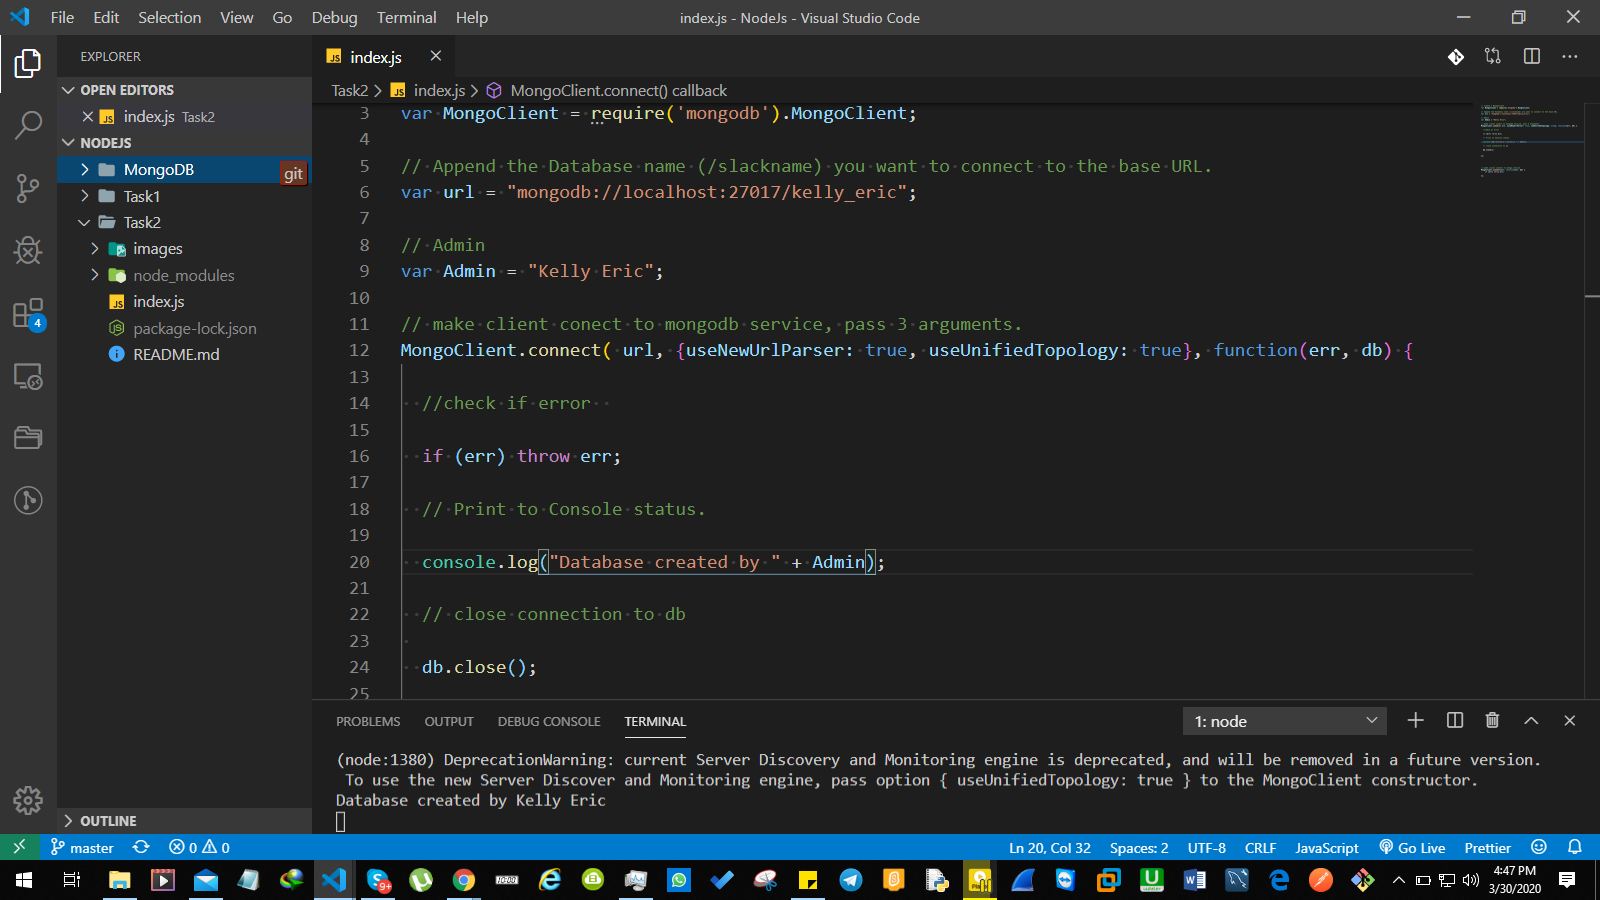 File Edit Selection View Go Debug Terminal Help
index.js - NodeJs - Visual Studio Code
EXPLORER
OPEN EDITORS
JS index.js Task2
NODEJS
MongoDB
git
Task1
Task2
images
node_modules
JS index.js
package-lock.json
README.md
OUTLINE
4
JS index.js
Task2 > JS index.js > MongoClient.connect() callback
3 var MongoClient = require('mongodb').MongoClient;
4
5 // Append the Database name (/slackname) you want to connect to the base URL.
6 var url = "mongodb://localhost:27017/kelly_eric";
7
8 // Admin
9 var Admin = "Kelly Eric";
10
11 // make client conect to mongodb service, pass 3 arguments.
12 MongoClient.connect( url, {useNewUrlParser: true, useUnifiedTopology: true}, function(err, db) {
13
14 //check if error
15
16 if (err) throw err;
17
18 // Print to Console status.
19
20 console.log("Database created by " + Admin);
21
22 // close connection to db
23
24 db.close();
25
PROBLEMS OUTPUT DEBUG CONSOLE TERMINAL
1: node
(node:1380) DeprecationWarning: current Server Discovery and Monitoring engine is deprecated, and will be removed in a future version.
To use the new Server Discover and Monitoring engine, pass option { useUnifiedTopology: true } to the MongoClient constructor.
Database created by Kelly Eric
master 0 0
Ln 20, Col 32 Spaces: 2 UTF-8 CRLF JavaScript Go Live Prettier
9+
4:47 PM
3/30/2020